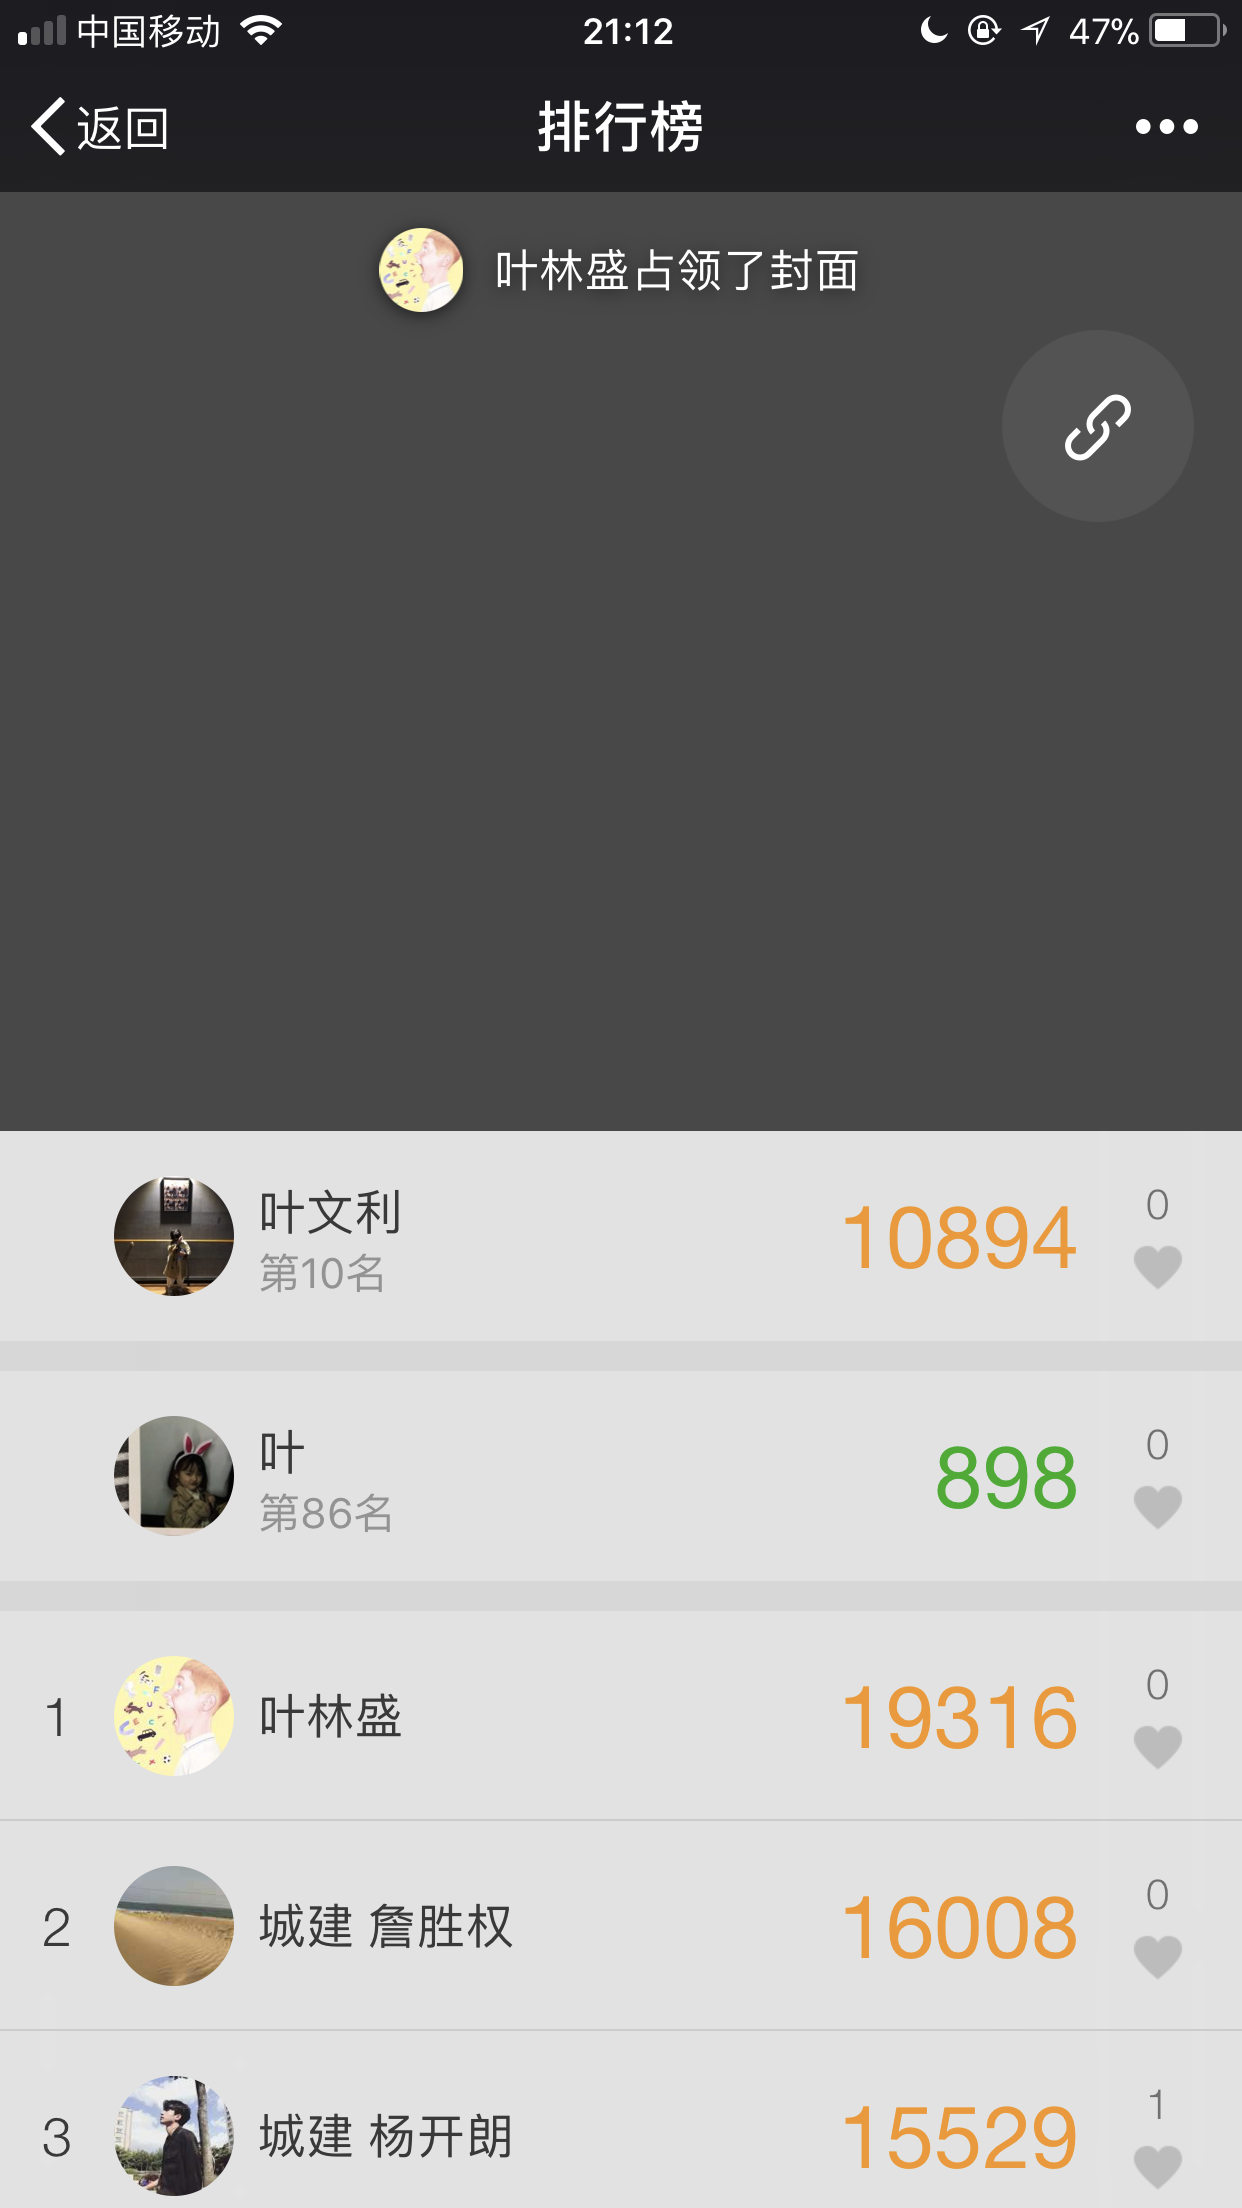 中国移动 21:12 47%
返回 排行榜
叶林盛占领了封面
叶文利 10894 0
第10名
叶 898 0
第86名
1 叶林盛 19316 0
2 城建 詹胜权 16008 0
3 城建 杨开朗 15529 1